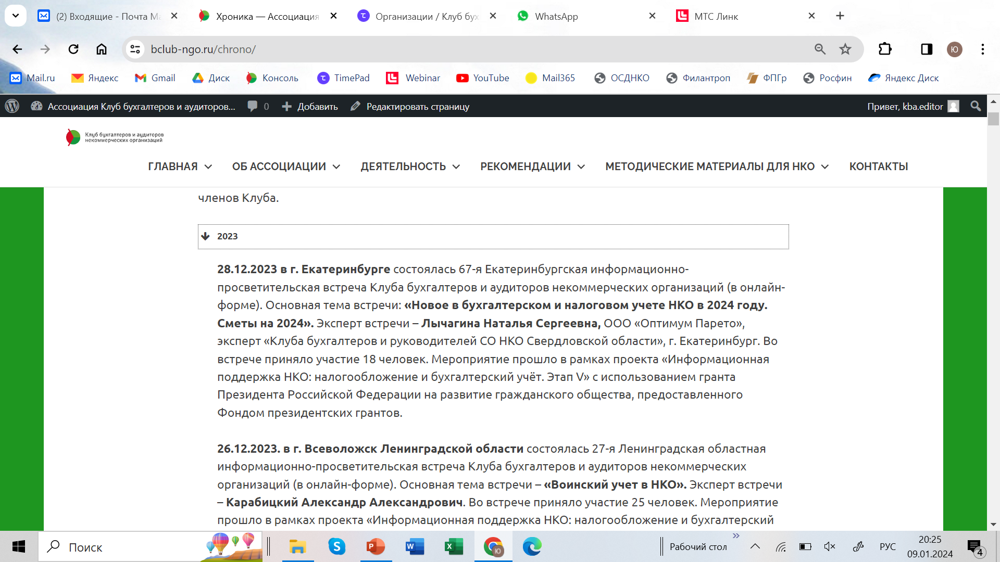 (2) Входящие - Почта Ma
Хроника — Ассоциация
Организации / Клуб бух
WhatsApp
МТС Линк
bclub-ngo.ru/chrono/
Ю
Mail.ru
Яндекс
Gmail
Диск
Консоль
TimePad
Webinar
YouTube
Mail365
ОСДНКО
Филантроп
ФПГр
Росфин
Яндекс Диск
Ассоциация Клуб бухгалтеров и аудиторов...
0
Добавить
Редактировать страницу
Привет, kba.editor
Клуб бухгалтеров и аудиторов
некоммерческих организаций
ГЛАВНАЯ
ОБ АССОЦИАЦИИ
ДЕЯТЕЛЬНОСТЬ
РЕКОМЕНДАЦИИ
МЕТОДИЧЕСКИЕ МАТЕРИАЛЫ ДЛЯ НКО
КОНТАКТЫ
членов Клуба.
2023
28.12.2023 в г. Екатеринбурге состоялась 67-я Екатеринбургская информационно-
просветительская встреча Клуба бухгалтеров и аудиторов некоммерческих организаций (в онлайн-
форме). Основная тема встречи: «Новое в бухгалтерском и налоговом учете НКО в 2024 году.
Сметы на 2024». Эксперт встречи – Лычагина Наталья Сергеевна, ООО «Оптимум Парето»,
эксперт «Клуба бухгалтеров и руководителей СО НКО Свердловской области», г. Екатеринбург. Во
встрече приняло участие 18 человек. Мероприятие прошло в рамках проекта «Информационная
поддержка НКО: налогообложение и бухгалтерский учёт. Этап V» с использованием гранта
Президента Российской Федерации на развитие гражданского общества, предоставленного
Фондом президентских грантов.
26.12.2023. в г. Всеволожск Ленинградской области состоялась 27-я Ленинградская областная
информационно-просветительская встреча Клуба бухгалтеров и аудиторов некоммерческих
организаций (в онлайн-форме). Основная тема встречи – «Воинский учет в НКО». Эксперт встречи
– Карабицкий Александр Александрович. Во встрече приняло участие 25 человек. Мероприятие
прошло в рамках проекта «Информационная поддержка НКО: налогообложение и бухгалтерский
Поиск
Рабочий стол
РУС
20:25
09.01.2024
4